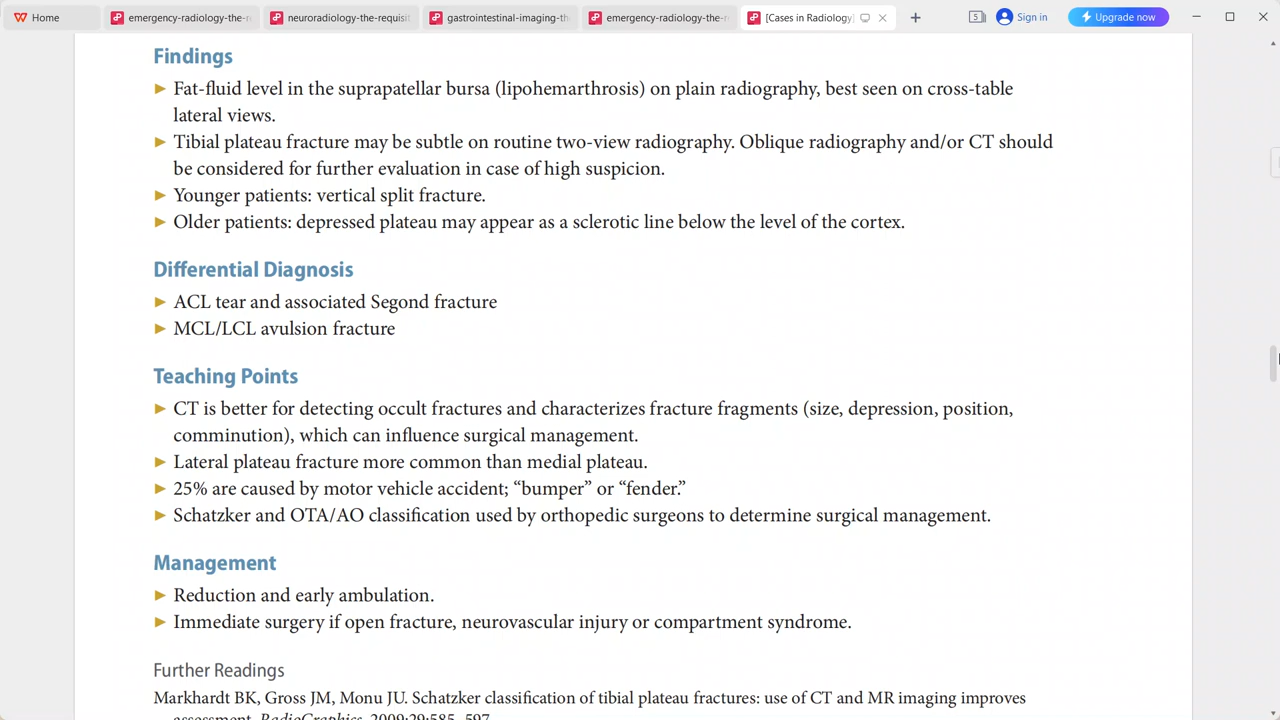 Home
emergency-radiology-the-r
neuroradiology-the-requisit
gastrointestinal-imaging-th
emergency-radiology-the-r
[Cases in Radiology]
5
Sign in
Upgrade now
Findings
► Fat-fluid level in the suprapatellar bursa (lipohemarthrosis) on plain radiography, best seen on cross-table
lateral views.
► Tibial plateau fracture may be subtle on routine two-view radiography. Oblique radiography and/or CT should
be considered for further evaluation in case of high suspicion.
► Younger patients: vertical split fracture.
► Older patients: depressed plateau may appear as a sclerotic line below the level of the cortex.
Differential Diagnosis
► ACL tear and associated Segond fracture
► MCL/LCL avulsion fracture
Teaching Points
► CT is better for detecting occult fractures and characterizes fracture fragments (size, depression, position,
comminution), which can influence surgical management.
► Lateral plateau fracture more common than medial plateau.
► 25% are caused by motor vehicle accident; “bumper” or “fender.”
► Schatzker and OTA/AO classification used by orthopedic surgeons to determine surgical management.
Management
► Reduction and early ambulation.
► Immediate surgery if open fracture, neurovascular injury or compartment syndrome.
Further Readings
Markhardt BK, Gross JM, Monu JU. Schatzker classification of tibial plateau fractures: use of CT and MR imaging improves
assessment. RadioGraphics. 2009;29:585–597